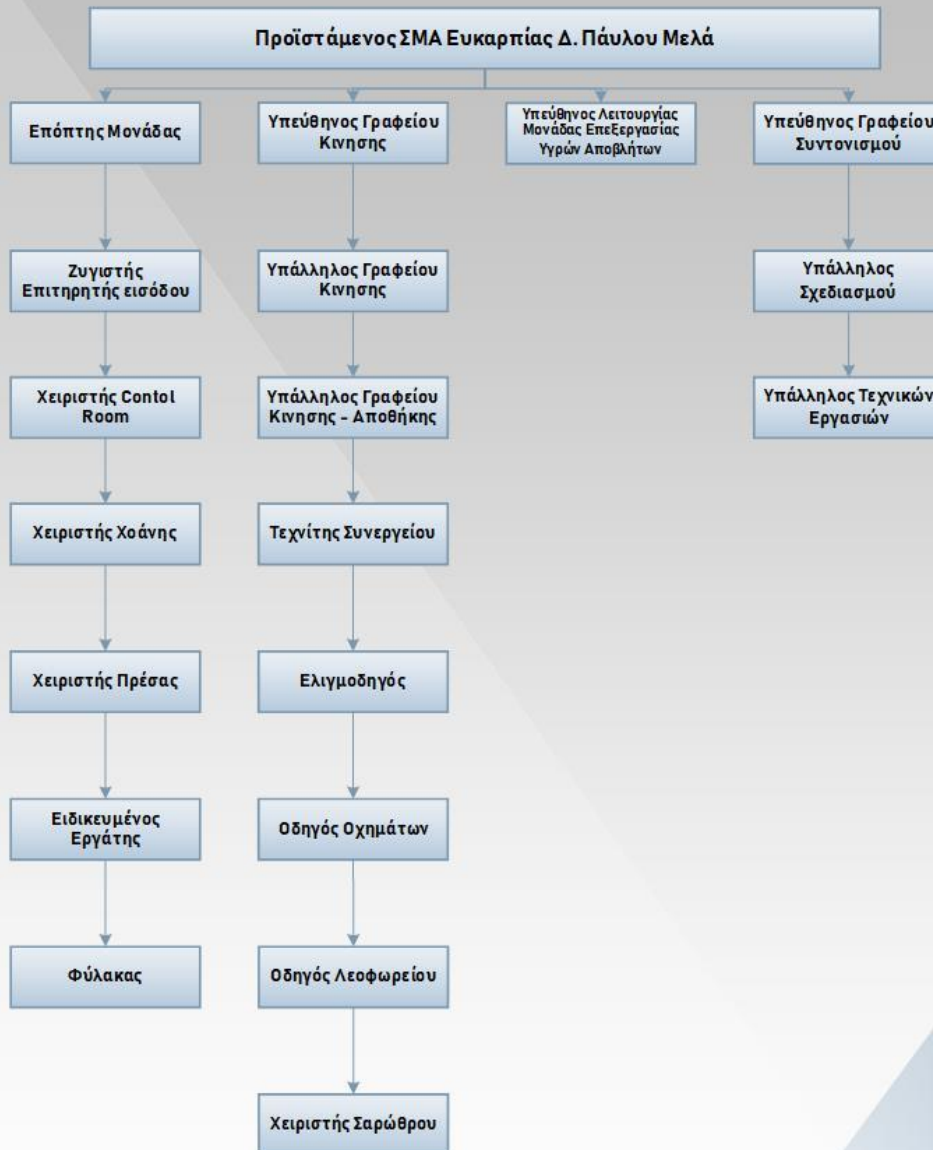 Προϊστάμενος ΣΜΑ Ευκαρπίας Δ. Πάυλου Μελά
Επόπτης Μονάδας
Υπεύθηνος Γραφείου
Κινησης
Υπεύθηνος Λειτουργίας
Μονάδας Επεξεργασίας
Υγρών Αποβλήτων
Υπεύθηνος Γραφείου
Συντονισμού
Ζυγιστής
Επιτηρητής εισόδου
Υπάλληλος Γραφείου
Κινησης
Υπάλληλος
Σχεδιασμού
Χειριστής Contol
Room
Υπάλληλος Γραφείου
Κινησης - Αποθήκης
Υπάλληλος Τεχνικών
Εργασιών
Χειριστής Χοάνης
Τεχνίτης Συνεργείου
Χειριστής Πρέσας
Ελιγμοδηγός
Ειδικευμένος
Εργάτης
Οδηγός Οχημάτων
Φύλακας
Οδηγός Λεοφωρείου
Χειριστής Σαρώθρου